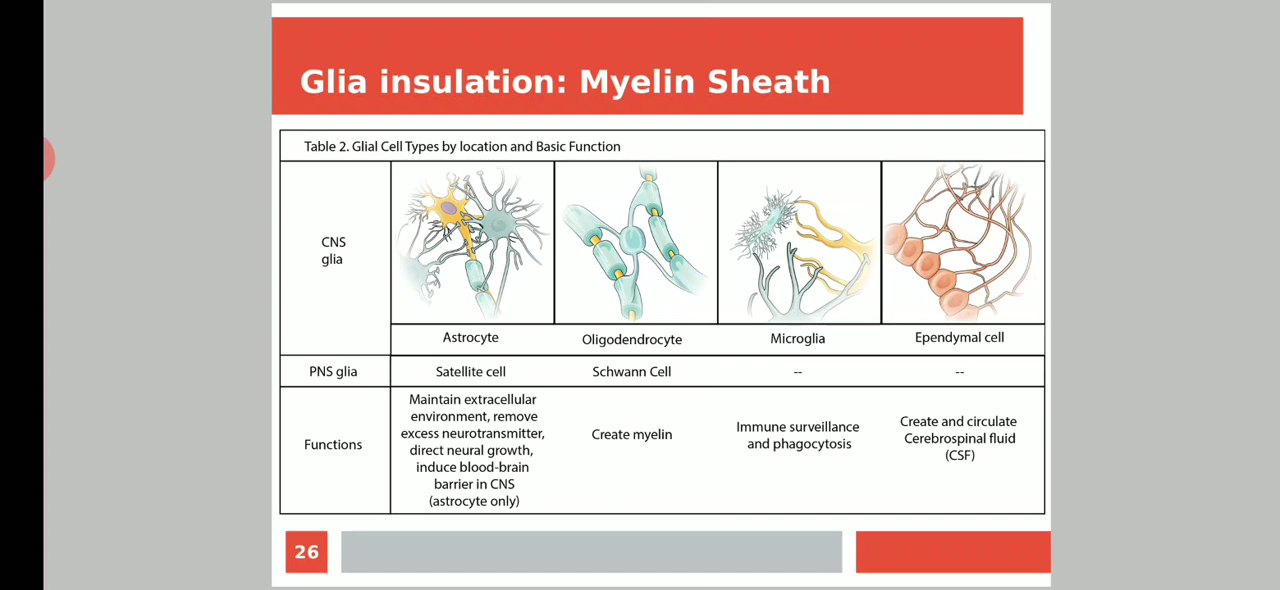 Glia insulation: Myelin Sheath
Table 2. Glial Cell Types by location and Basic Function
CNS
glia
Astrocyte
Oligodendrocyte
Microglia
Ependymal cell
PNS glia
Satellite cell
Schwann Cell
--
--
Functions
Maintain extracellular
environment, remove
excess neurotransmitter,
direct neural growth,
induce blood-brain
barrier in CNS
(astrocyte only)
Create myelin
Immune surveillance
and phagocytosis
Create and circulate
Cerebrospinal fluid
(CSF)
26